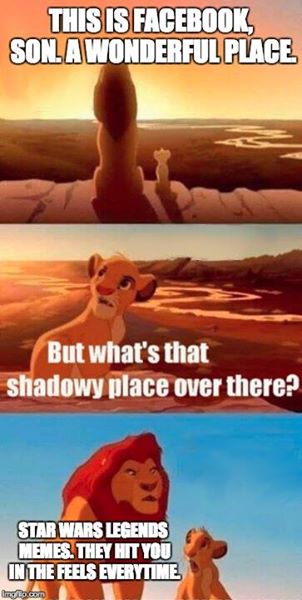 THIS IS FACEBOOK,
SON. A WONDERFUL PLACE.
But what's that
shadowy place over there?
STAR WARS LEGENDS
MEMES. THEY HIT YOU
IN THE FEELS EVERYTIME.
imgflip.com